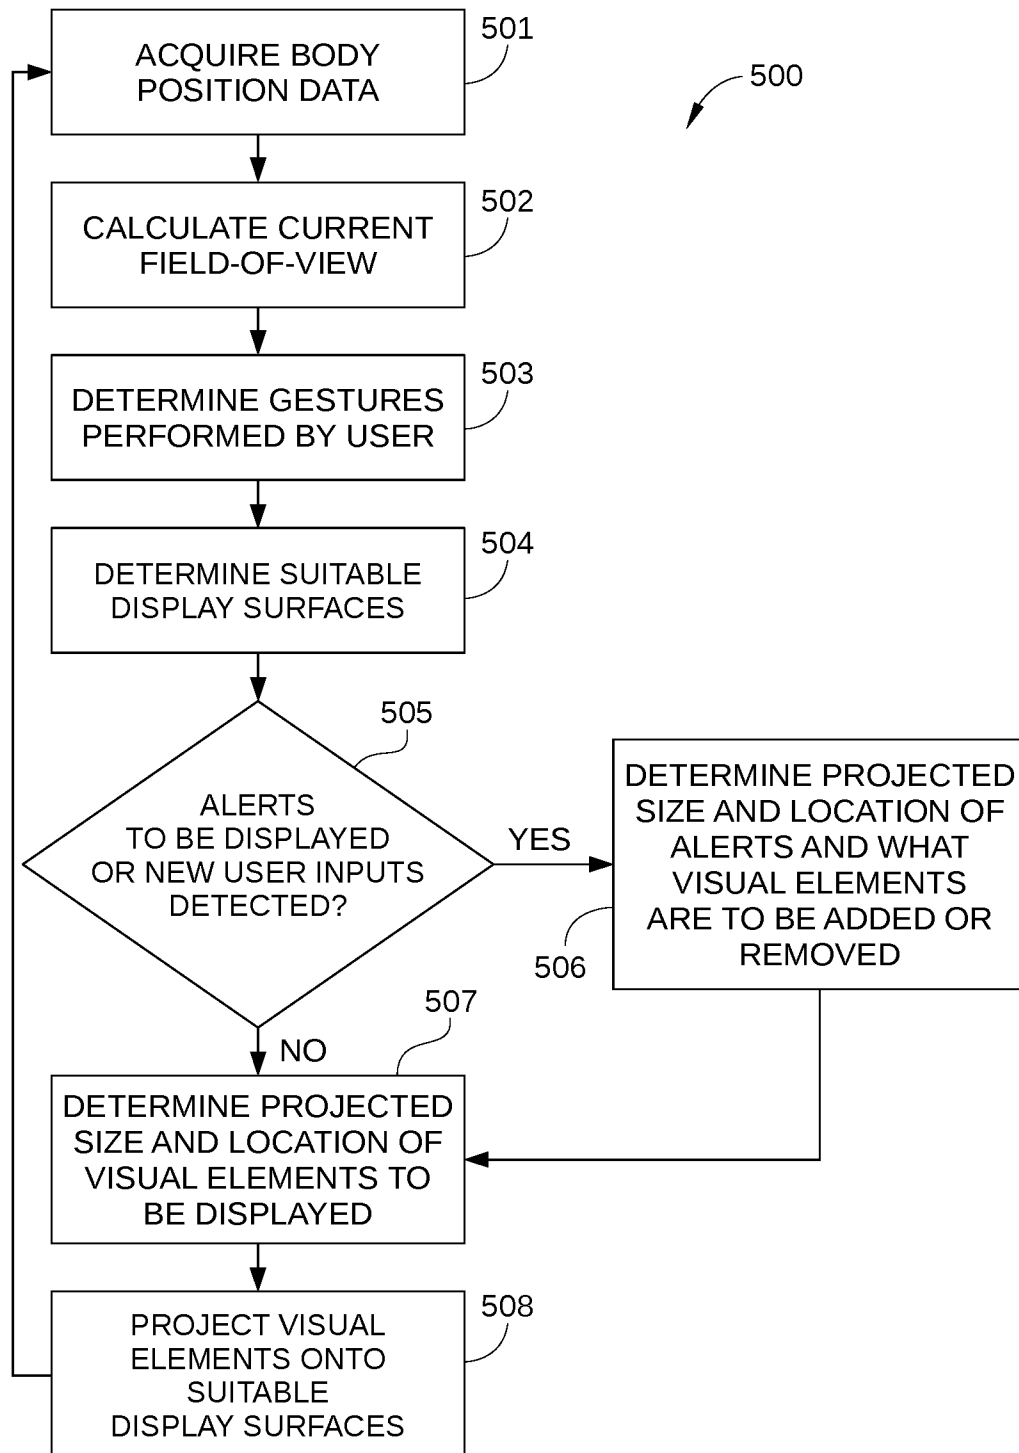 ACQUIRE BODY
POSITION DATA
501
500
CALCULATE CURRENT
FIELD-OF-VIEW
502
DETERMINE GESTURES
PERFORMED BY USER
503
DETERMINE SUITABLE
DISPLAY SURFACES
504
505
ALERTS
TO BE DISPLAYED
OR NEW USER INPUTS
DETECTED?
YES
DETERMINE PROJECTED
SIZE AND LOCATION OF
ALERTS AND WHAT
VISUAL ELEMENTS
ARE TO BE ADDED OR
REMOVED
506
NO
507
DETERMINE PROJECTED
SIZE AND LOCATION OF
VISUAL ELEMENTS TO
BE DISPLAYED
PROJECT VISUAL
ELEMENTS ONTO
SUITABLE
DISPLAY SURFACES
508